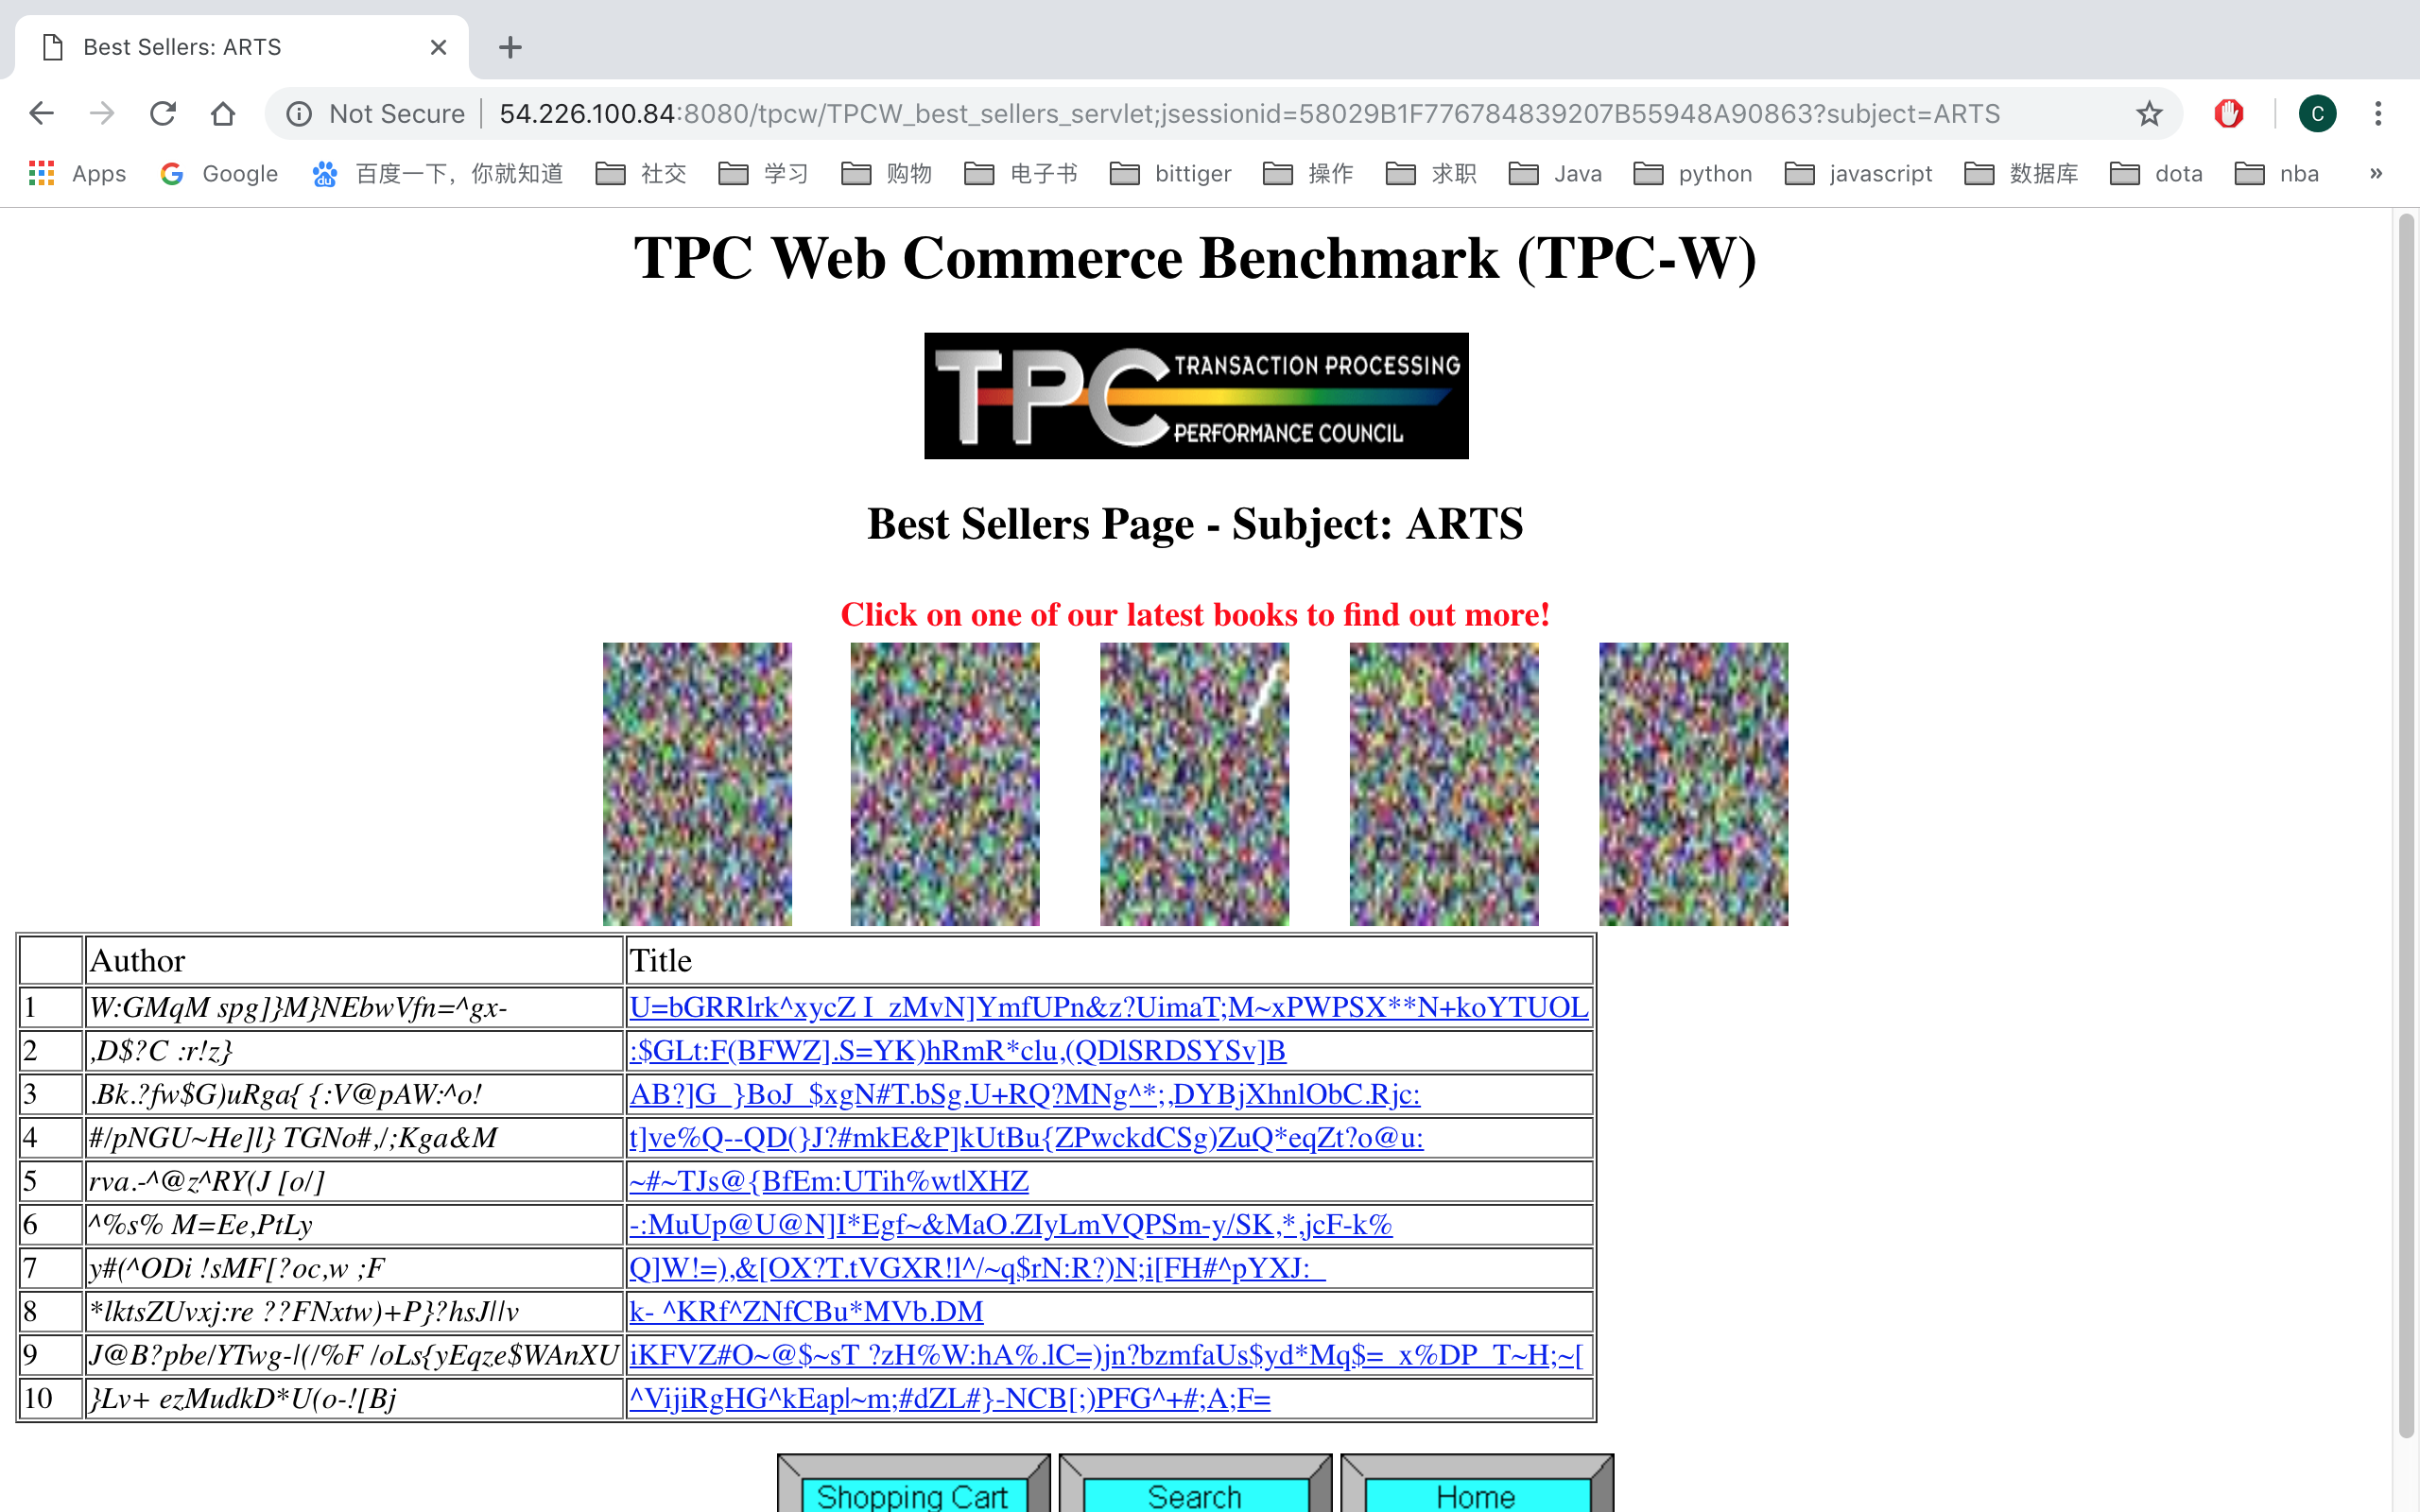 Best Sellers: ARTS
Not Secure 54.226.100.84:8080/tpcw/TPCW_best_sellers_servlet;jsessionid=58029B1F776784839207B55948A90863?subject=ARTS
C
Apps Google 百度一下，你就知道 社交 学习 购物 电子书 bittiger 操作 求职 Java python javascript 数据库 dota nba »
TPC Web Commerce Benchmark (TPC-W)
TPC TRANSACTION PROCESSING
PERFORMANCE COUNCIL
Best Sellers Page - Subject: ARTS
Click on one of our latest books to find out more!
Author Title
1 W:GMqM spg]}M}NEbwVfn=^gx- U=bGRRlrk^xycZ I_zMvN]YmfUPn&z?UimaT;M~xPWPSX**N+koYTUOL
2 ,D$?C :r!z} :$GLt:F(BFWZ].S=YK)hRmR*clu,(QDlSRDSYSv]B
3 .Bk.?fw$G)uRga{ {:V@pAW:^o! AB?]G_}BoJ_$xgN#T.bSg.U+RQ?MNg^*;,DYBjXhnlObC.Rjc:
4 #/pNGU~He]l} TGNo#,/;Kga&M t]ve%Q--QD(}J?#mkE&P]kUtBu{ZPwckdCSg)ZuQ*eqZt?o@u:
5 rva.-^@z^RY(J [o/] ~#~TJs@{BfEm:UTih%wt|XHZ
6 ^%s% M=Ee,PtLy -:MuUp@U@N]I*Egf~&MaO.ZIyLmVQPSm-y/SK,*,jcF-k%
7 y#(^ODi !sMF[?oc,w ;F Q]W!=),&[OX?T.tVGXR!l^/~q$rN:R?)N;i[FH#^pYXJ:_
8 *lktsZUvxj:re ??FNxtw)+P}?hsJ||v k- ^KRf^ZNfCBu*MVb.DM
9 J@B?pbe/YTwg-|(/%F /oLs{yEqze$WAnXU iKFVZ#O~@$~sT_?zH%W:hA%.lC=)jn?bzmfaUs$yd*Mq$=_x%DP_T~H;~[
10 }Lv+ ezMudkD*U(o-![Bj ^VijiRgHG^kEap|~m;#dZL#}-NCB[;)PFG^+#;A;F=
Shopping Cart Search Home